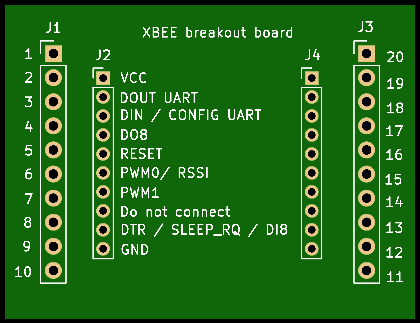 XBEE breakout board
J1
J2
J4
J3
1
2
3
4
5
6
7
8
9
10
VCC
DOUT UART
DIN / CONFIG UART
DO8
RESET
PWM0/ RSSI
PWM1
Do not connect
DTR / SLEEP_RQ / DI8
GND
20
19
18
17
16
15
14
13
12
11